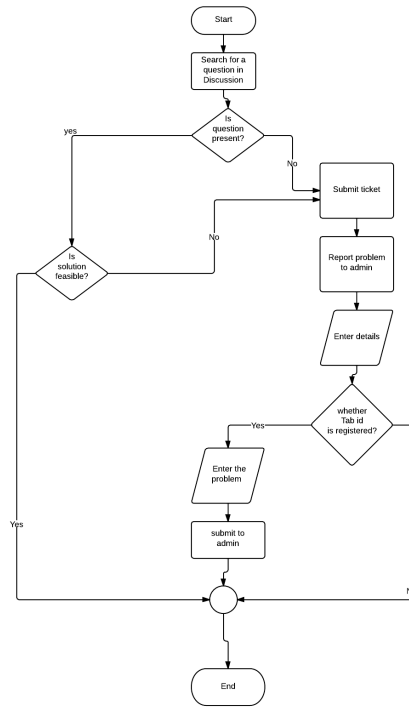 Start
Search for a
question in
Discussion
Is
question
present?
yes
No
Submit ticket
No
Is
solution
feasible?
Report problem
to admin
Enter details
whether
Tab id
is registered?
Yes
Enter the
problem
Yes
submit to
admin
End